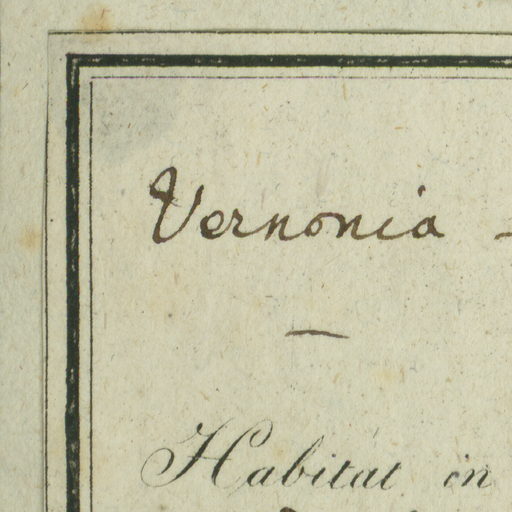 Vernonia –
–
Habitat in